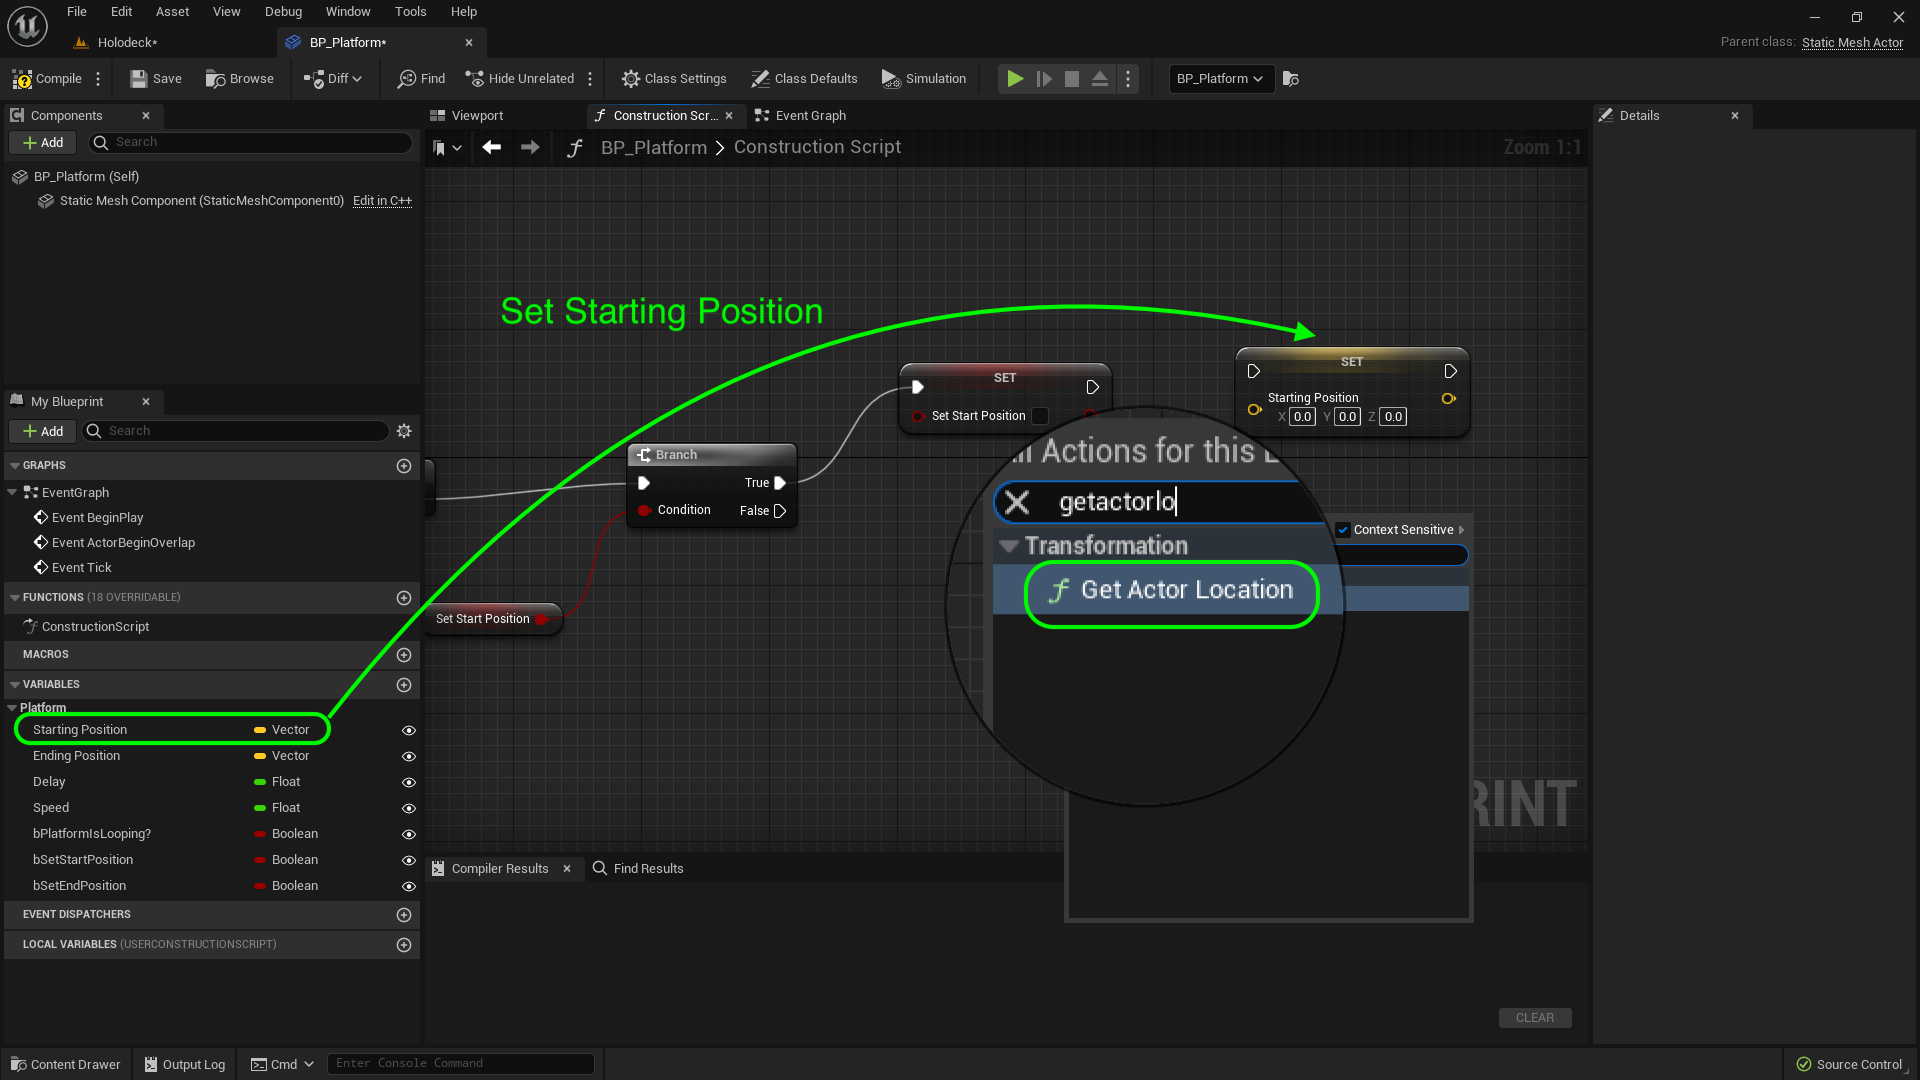 File Edit Asset View Debug Window Tools Help
Holodeck*
BP_Platform*
Parent class: Static Mesh Actor
Compile
Save
Browse
Diff
Find
Hide Unrelated
Class Settings
Class Defaults
Simulation
BP_Platform
Components
Viewport
Construction Scr...
Event Graph
Details
Add
Search
BP_Platform > Construction Script
Zoom 1:1
BP_Platform (Self)
Static Mesh Component (StaticMeshComponent0) Edit in C++
Set Starting Position
SET
Set Start Position
SET
Starting Position
X 0.0 Y 0.0 Z 0.0
My Blueprint
Add
Search
GRAPHS
EventGraph
Event BeginPlay
Event ActorBeginOverlap
Event Tick
FUNCTIONS (18 OVERRIDABLE)
ConstructionScript
MACROS
VARIABLES
Platform
Starting Position Vector
Ending Position Vector
Delay Float
Speed Float
bPlatformIsLooping? Boolean
bSetStartPosition Boolean
bSetEndPosition Boolean
EVENT DISPATCHERS
LOCAL VARIABLES (USERCONSTRUCTIONSCRIPT)
Branch
True
Condition
False
Set Start Position
Actions for this
getactorlo
Context Sensitive
Transformation
Get Actor Location
RINT
Compiler Results
Find Results
CLEAR
Content Drawer
Output Log
Cmd
Enter Console Command
Source Control